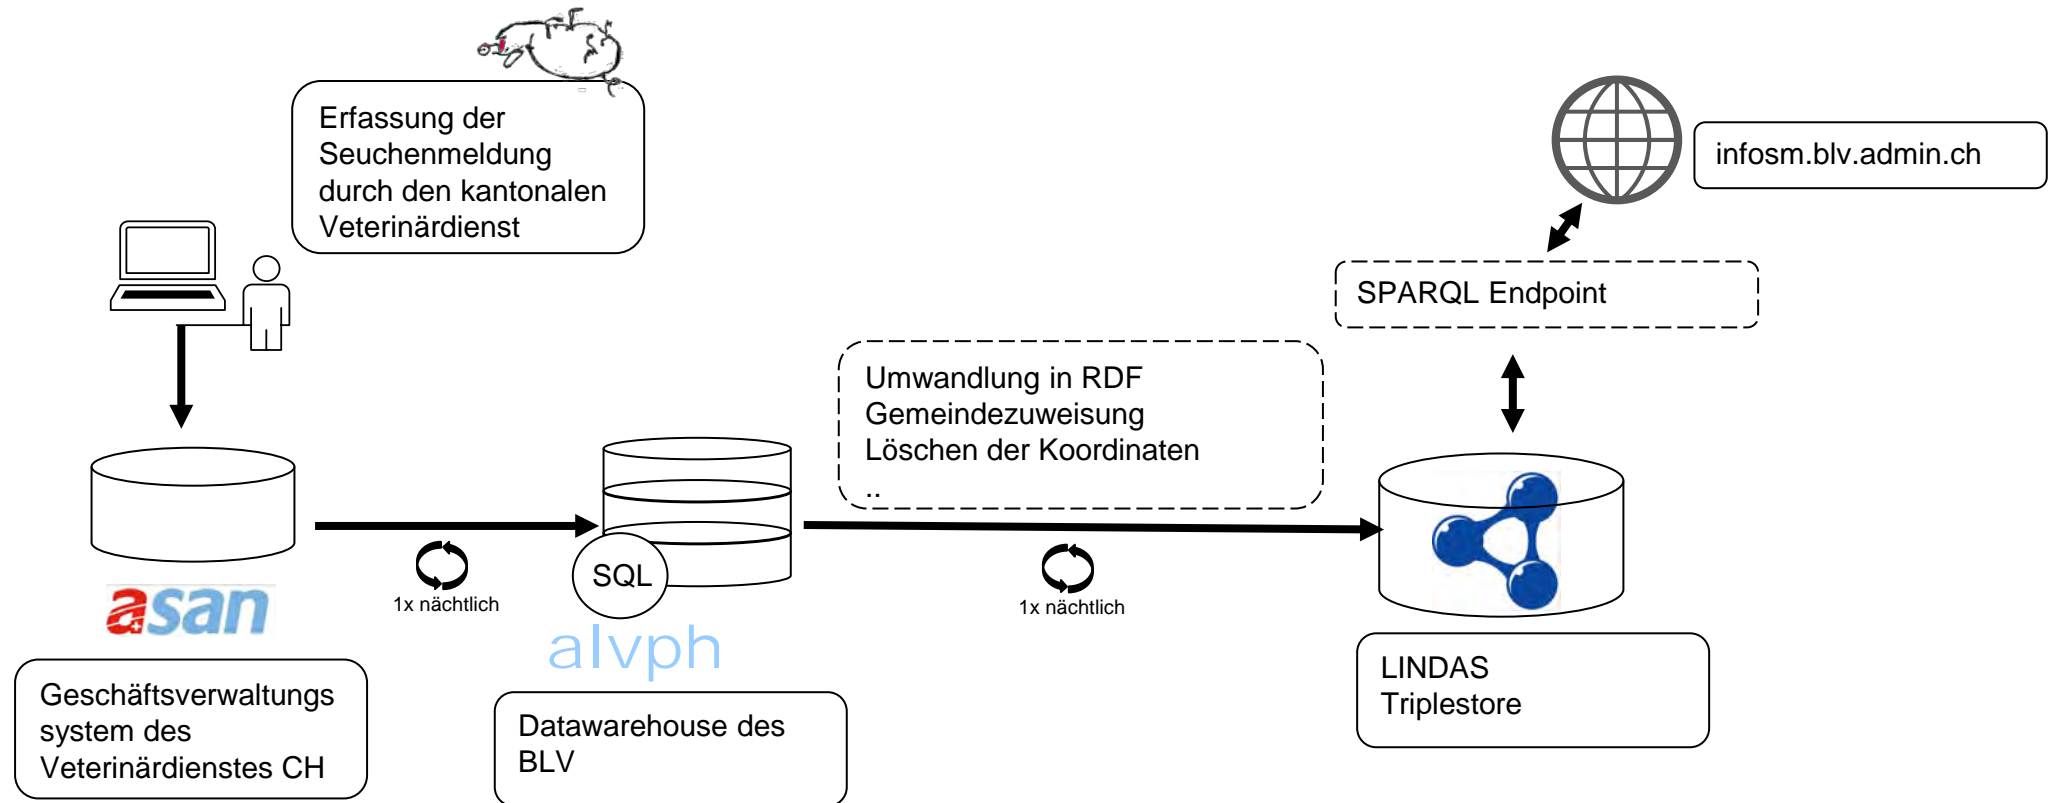 Erfassung der
Seuchenmeldung
durch den kantonalen
Veterinärdienst
infosm.blv.admin.ch
SPARQL Endpoint
Umwandlung in RDF
Gemeindezuweisung
Löschen der Koordinaten
..
SQL
1x nächtlich
1x nächtlich
asan
alvph
Geschäftsverwaltungs
system des
Veterinärdienstes CH
Datawarehouse des
BLV
LINDAS
Triplestore